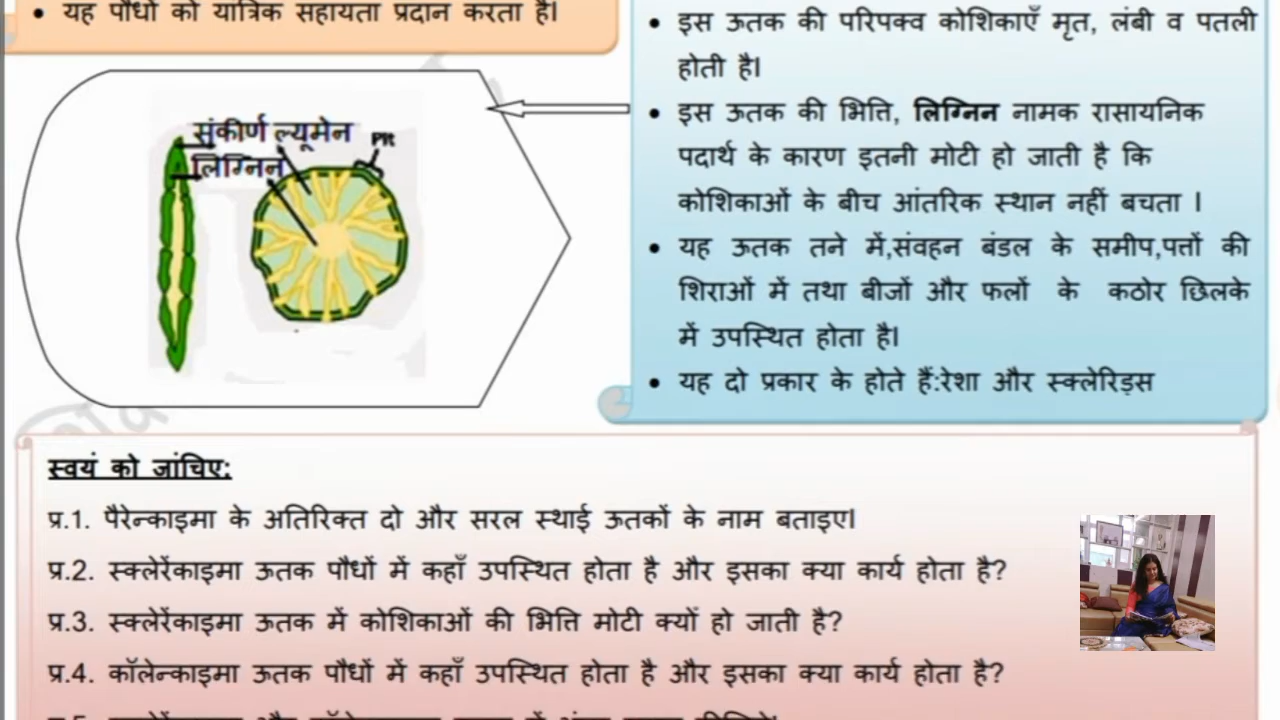 • यह पौधों को यांत्रिक सहायता प्रदान करता है।
• इस ऊतक की परिपक्व कोशिकाएँ मृत, लंबी व पतली
होती है।
• इस ऊतक की भित्ति, लिग्निन नामक रासायनिक
पदार्थ के कारण इतनी मोटी हो जाती है कि
कोशिकाओं के बीच आंतरिक स्थान नहीं बचता ।
• यह ऊतक तने में,संवहन बंडल के समीप,पत्तों की
शिराओं में तथा बीजों और फलों के कठोर छिलके
में उपस्थित होता है।
• यह दो प्रकार के होते हैं:रेशा और स्क्लेरिड्स
संकीर्ण ल्यूमेन
Pit
लिग्निन
स्वयं को जांचिए:
प्र.1. पैरेन्काइमा के अतिरिक्त दो और सरल स्थाई ऊतकों के नाम बताइए।
प्र.2. स्क्लेरेंकाइमा ऊतक पौधों में कहाँ उपस्थित होता है और इसका क्या कार्य होता है?
प्र.3. स्क्लेरेंकाइमा ऊतक में कोशिकाओं की भित्ति मोटी क्यों हो जाती है?
प्र.4. कॉलेन्काइमा ऊतक पौधों में कहाँ उपस्थित होता है और इसका क्या कार्य होता है?